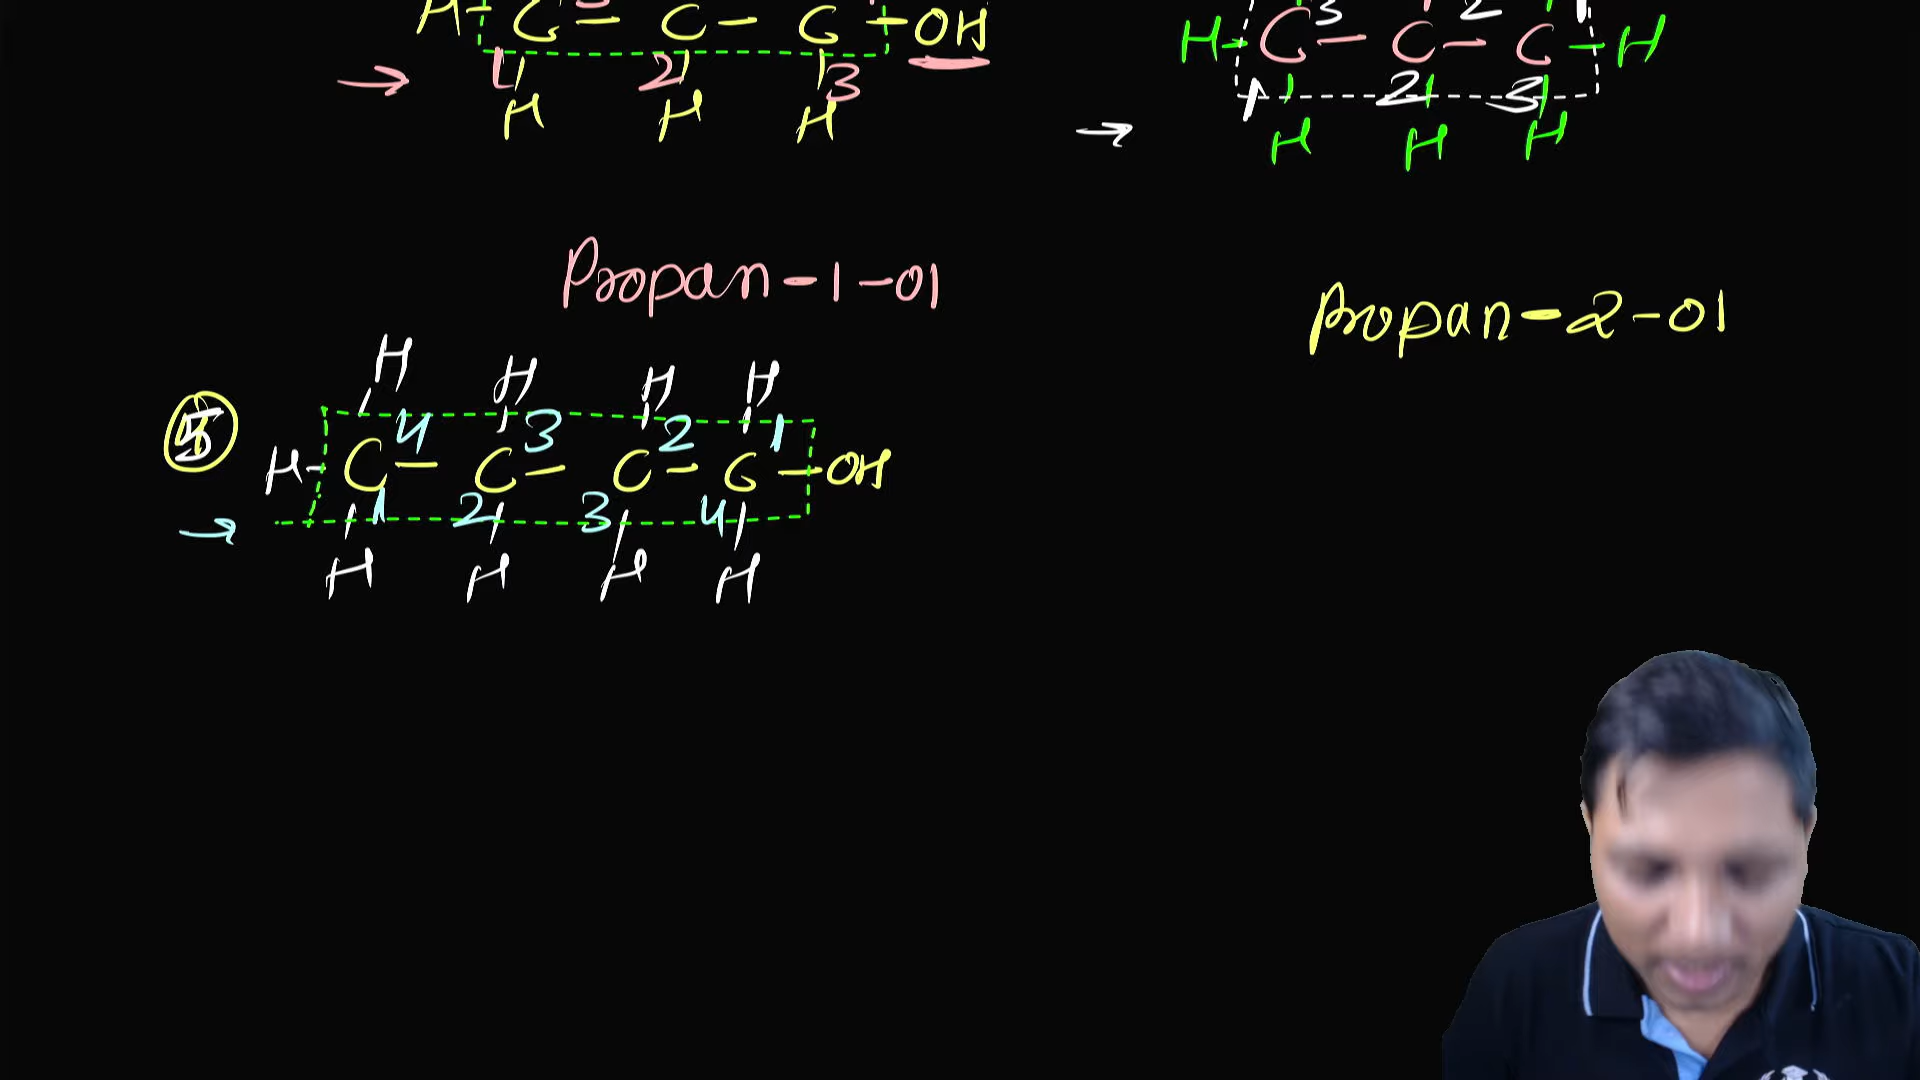 H - C - C - C - OH
1 2 3
H H H
H - C 3 - C 2 - C 1 - H
1 2 3
H H H
Propan-1-ol
Propan-2-ol
H H H H
5
4 3 2 1
H - C - C - C - C - OH
1 2 3 4
H H H H